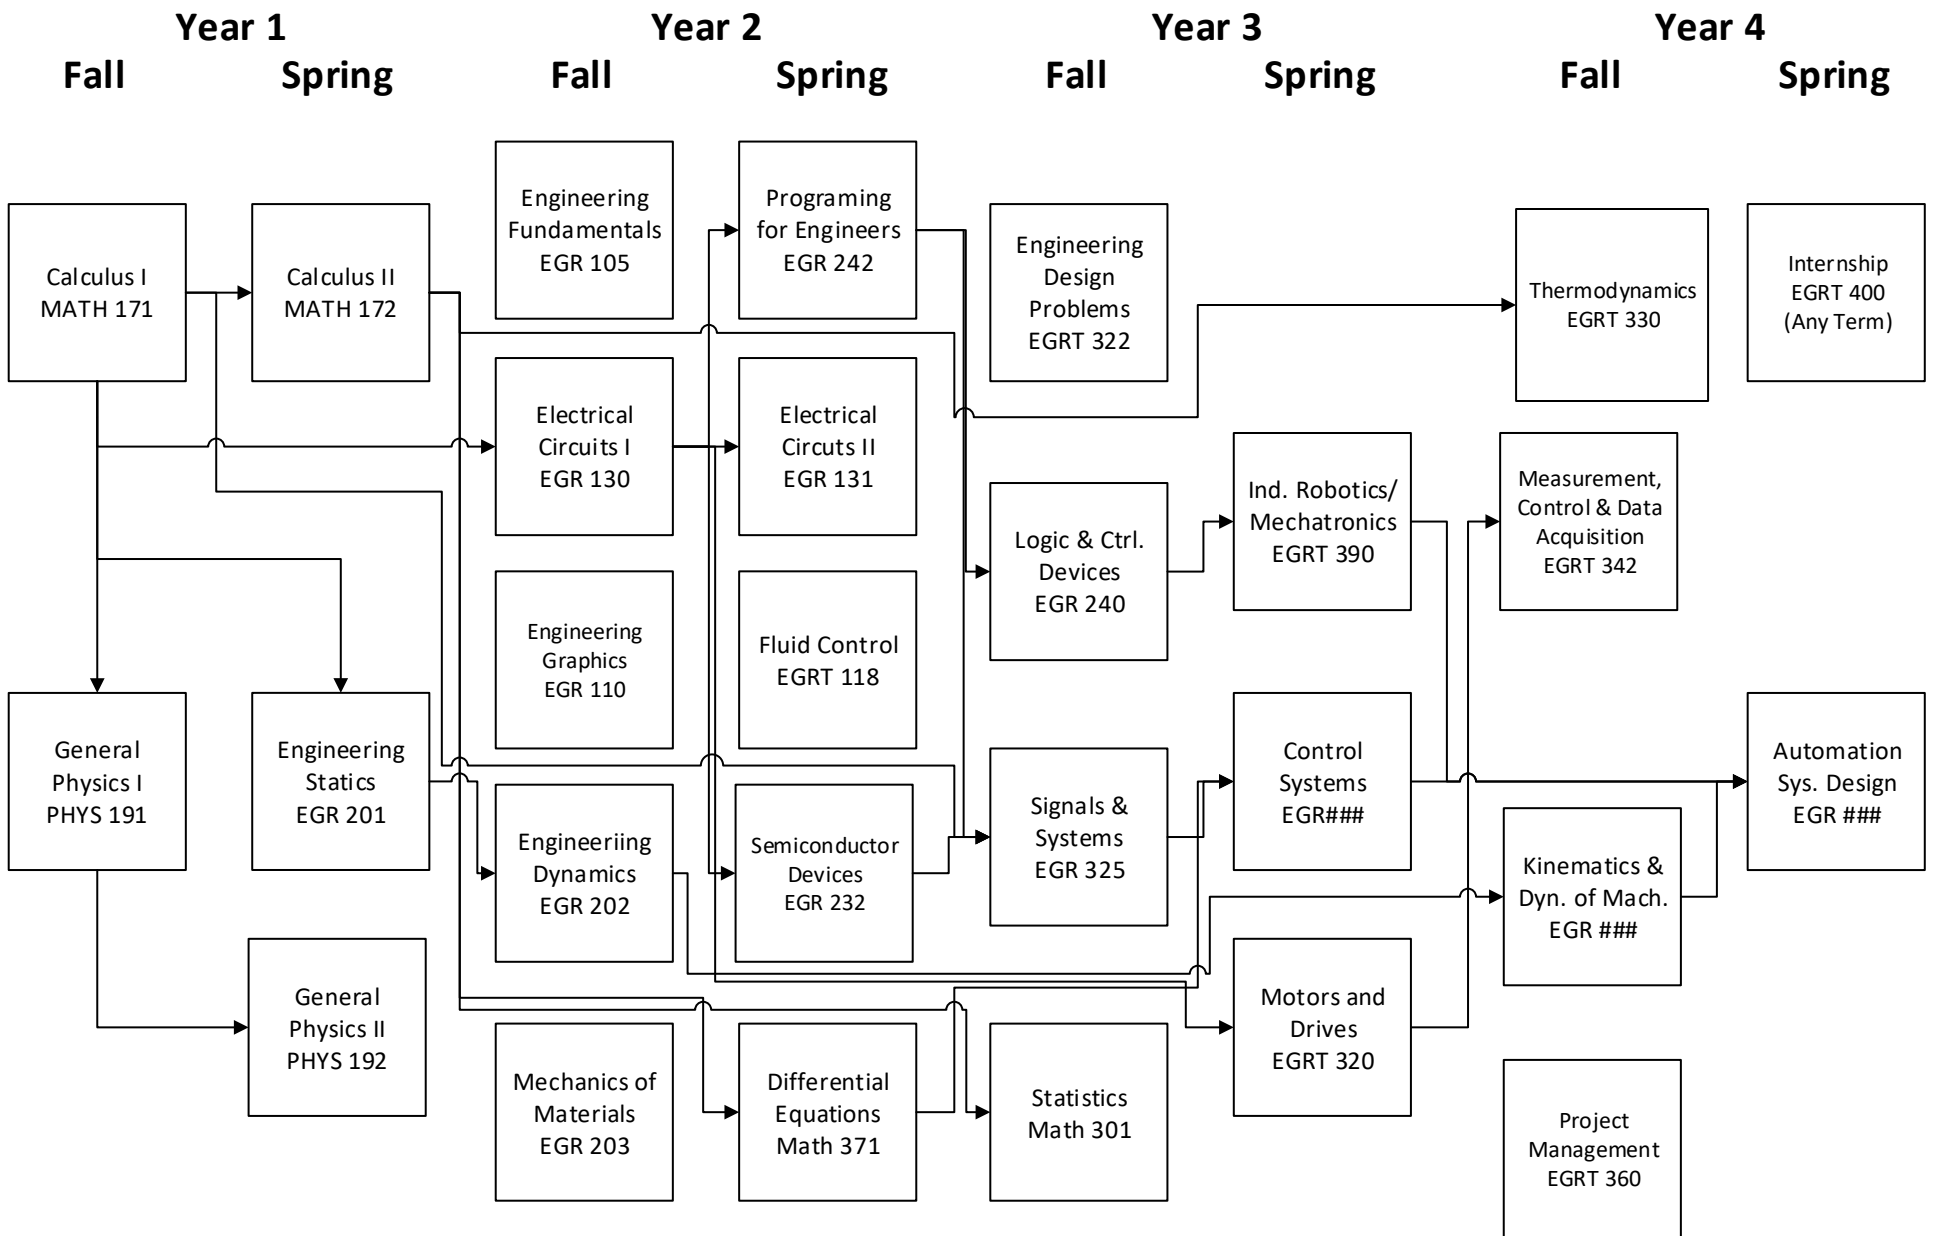 Year 1
Year 2
Year 3
Year 4
Fall
Spring
Fall
Spring
Fall
Spring
Fall
Spring
Calculus I
MATH 171
General
Physics I
PHYS 191
Calculus II
MATH 172
Engineering
Statics
EGR 201
General
Physics II
PHYS 192
Engineering
Fundamentals
EGR 105
Electrical
Circuits I
EGR 130
Engineering
Graphics
EGR 110
Engineeriing
Dynamics
EGR 202
Mechanics of
Materials
EGR 203
Programing
for Engineers
EGR 242
Electrical
Circuts II
EGR 131
Fluid Control
EGRT 118
Semiconductor
Devices
EGR 232
Differential
Equations
Math 371
Engineering
Design
Problems
EGRT 322
Logic & Ctrl.
Devices
EGR 240
Signals &
Systems
EGR 325
Statistics
Math 301
Ind. Robotics/
Mechatronics
EGRT 390
Control
Systems
EGR###
Motors and
Drives
EGRT 320
Thermodynamics
EGRT 330
Measurement,
Control & Data
Acquisition
EGRT 342
Kinematics &
Dyn. of Mach.
EGR ###
Project
Management
EGRT 360
Internship
EGRT 400
(Any Term)
Automation
Sys. Design
EGR ###